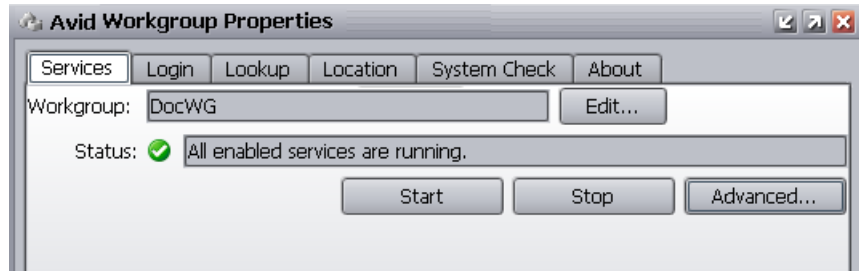 Avid Workgroup Properties
Services Login Lookup Location System Check About
Workgroup: DocWG Edit...
Status: All enabled services are running.
Start Stop Advanced...